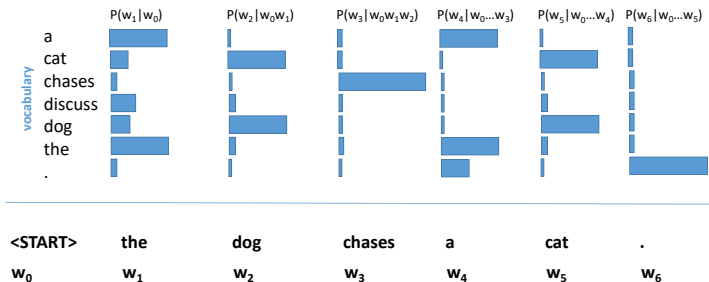 P(w₁|w₀) P(w₂|w₀w₁) P(w₃|w₀w₁w₂) P(w₄|w₀...w₃) P(w₅|w₀...w₄) P(w₆|w₀...w₅)
vocabulary
a
cat
chases
discuss
dog
the
.
<START> the dog chases a cat .
w₀ w₁ w₂ w₃ w₄ w₅ w₆